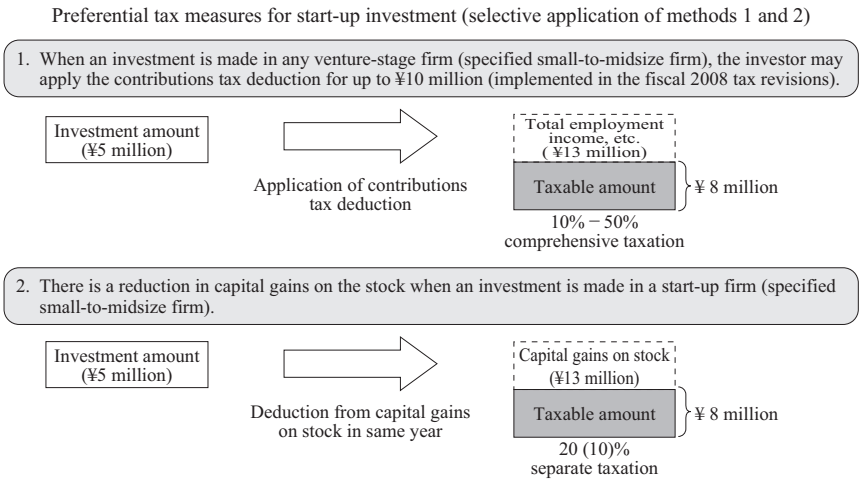 Preferential tax measures for start-up investment (selective application of methods 1 and 2)
1. When an investment is made in any venture-stage firm (specified small-to-midsize firm), the investor may
apply the contributions tax deduction for up to ¥10 million (implemented in the fiscal 2008 tax revisions).
Investment amount
(¥5 million)
Application of contributions
tax deduction
Total employment
income, etc.
( ¥13 million)
Taxable amount
¥ 8 million
10% − 50%
comprehensive taxation
2. There is a reduction in capital gains on the stock when an investment is made in a start-up firm (specified
small-to-midsize firm).
Investment amount
(¥5 million)
Deduction from capital gains
on stock in same year
Capital gains on stock
(¥13 million)
Taxable amount
¥ 8 million
20 (10)%
separate taxation